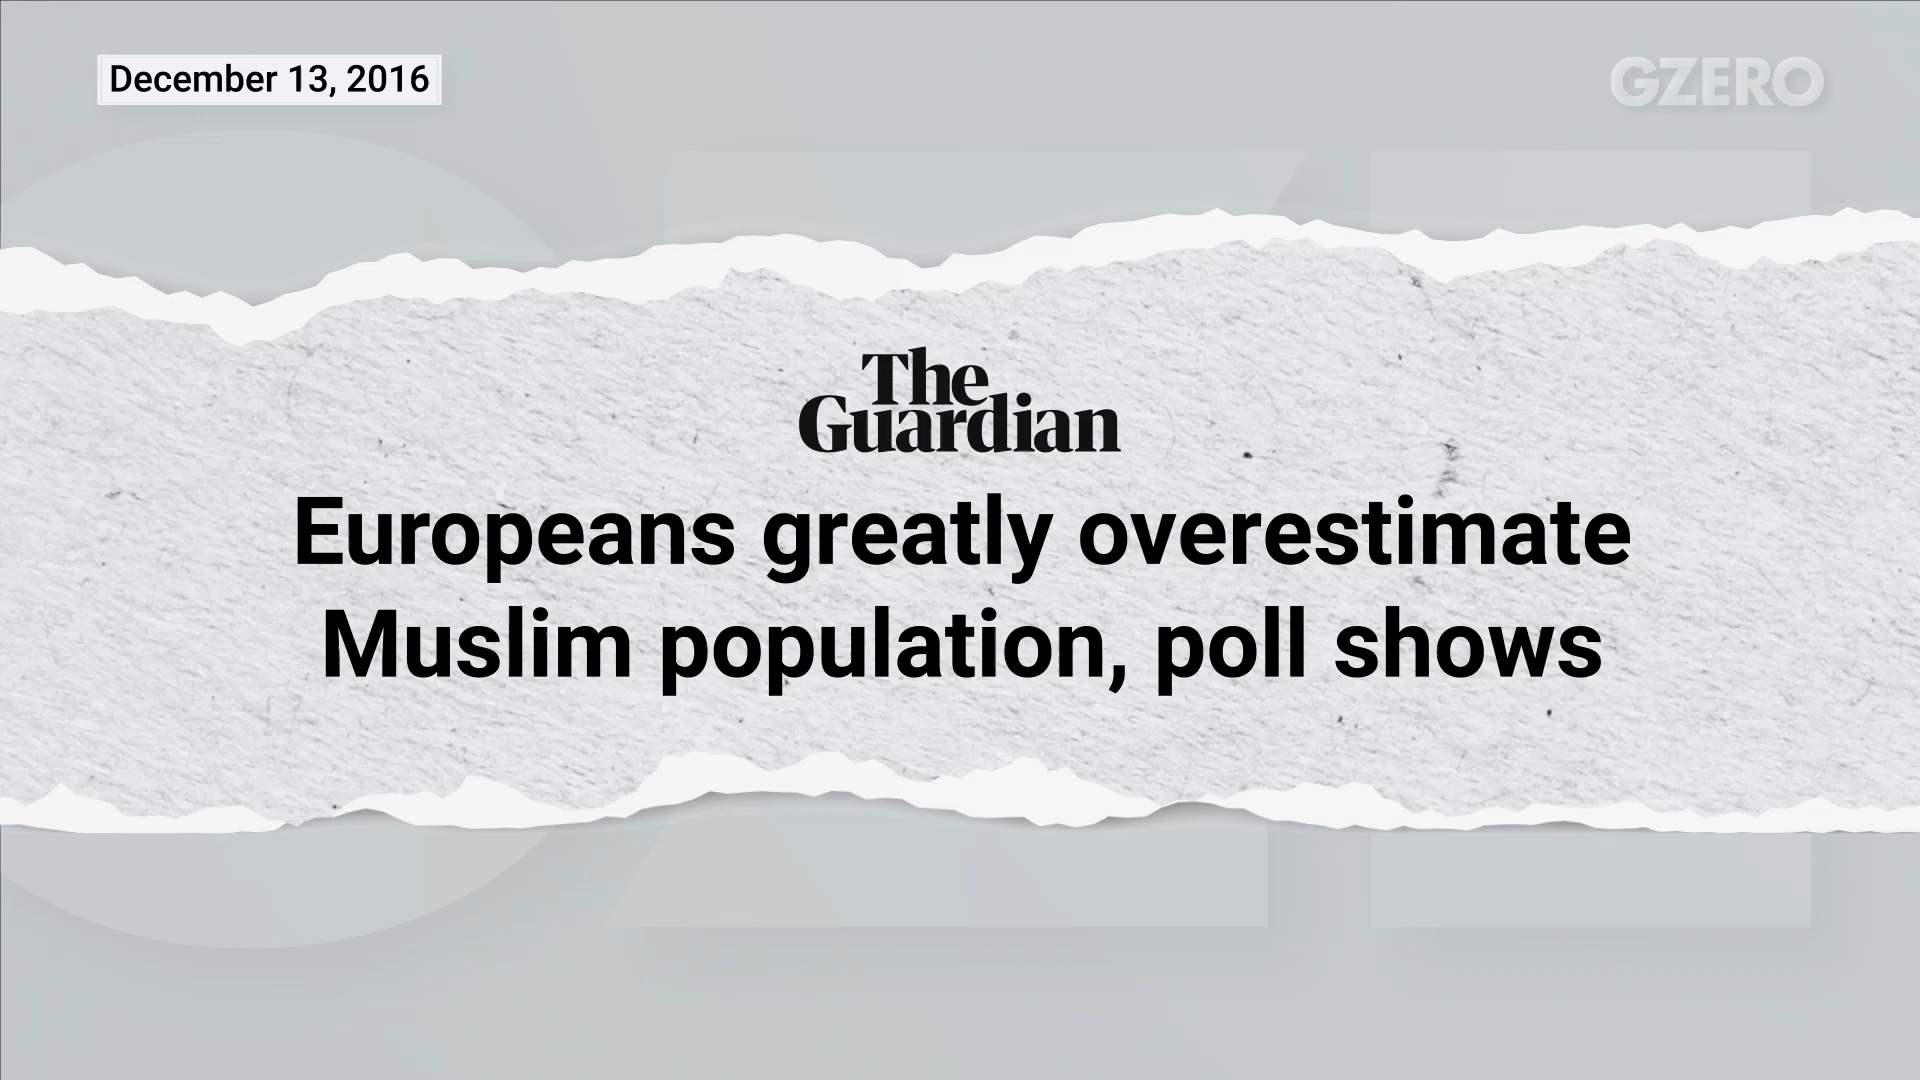 December 13, 2016
GZERO
The
Guardian
Europeans greatly overestimate
Muslim population, poll shows